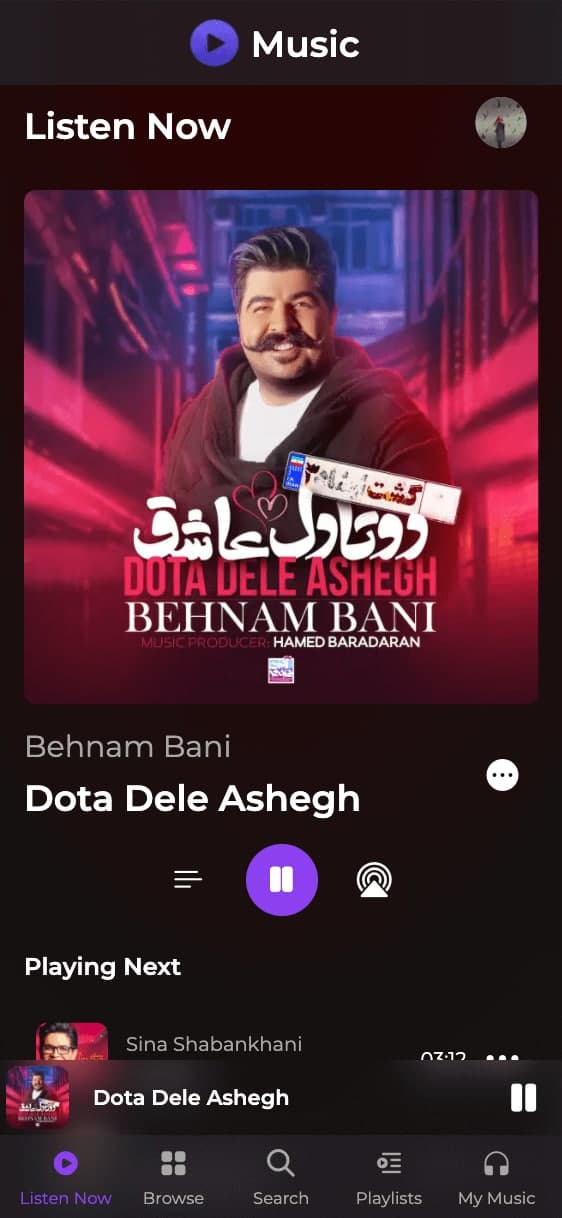 Music
Listen Now
گشت ارشاد ۳
دوتا دل عاشق
DOTA DELE ASHEGH
BEHNAM BANI
MUSIC PRODUCER: HAMED BARADARAN
Behnam Bani
Dota Dele Ashegh
Playing Next
Sina Shabankhani
03:12
Dota Dele Ashegh
Listen Now
Browse
Search
Playlists
My Music